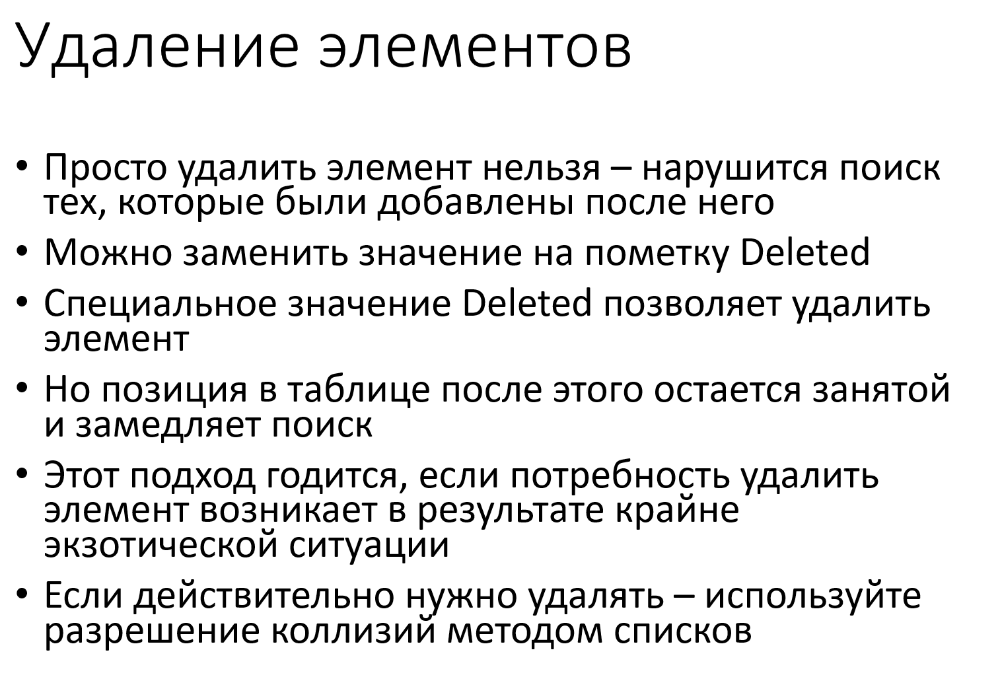 Удаление элементов
• Просто удалить элемент нельзя – нарушится поиск
тех, которые были добавлены после него
• Можно заменить значение на пометку Deleted
• Специальное значение Deleted позволяет удалить
элемент
• Но позиция в таблице после этого остается занятой
и замедляет поиск
• Этот подход годится, если потребность удалить
элемент возникает в результате крайне
экзотической ситуации
• Если действительно нужно удалять – используйте
разрешение коллизий методом списков